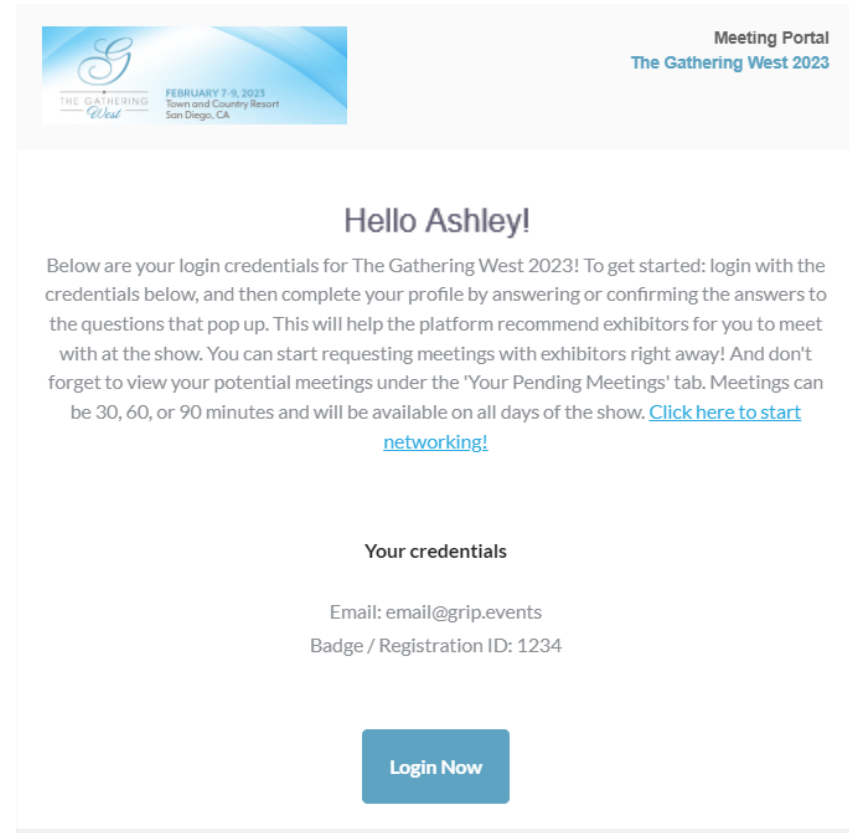 G
THE GATHERING
West
FEBRUARY 7-9, 2023
Town and Country Resort
San Diego, CA
Meeting Portal
The Gathering West 2023
Hello Ashley!
Below are your login credentials for The Gathering West 2023! To get started: login with the
credentials below, and then complete your profile by answering or confirming the answers to
the questions that pop up. This will help the platform recommend exhibitors for you to meet
with at the show. You can start requesting meetings with exhibitors right away! And don't
forget to view your potential meetings under the 'Your Pending Meetings' tab. Meetings can
be 30, 60, or 90 minutes and will be available on all days of the show. Click here to start
networking!
Your credentials
Email: email@grip.events
Badge / Registration ID: 1234
Login Now